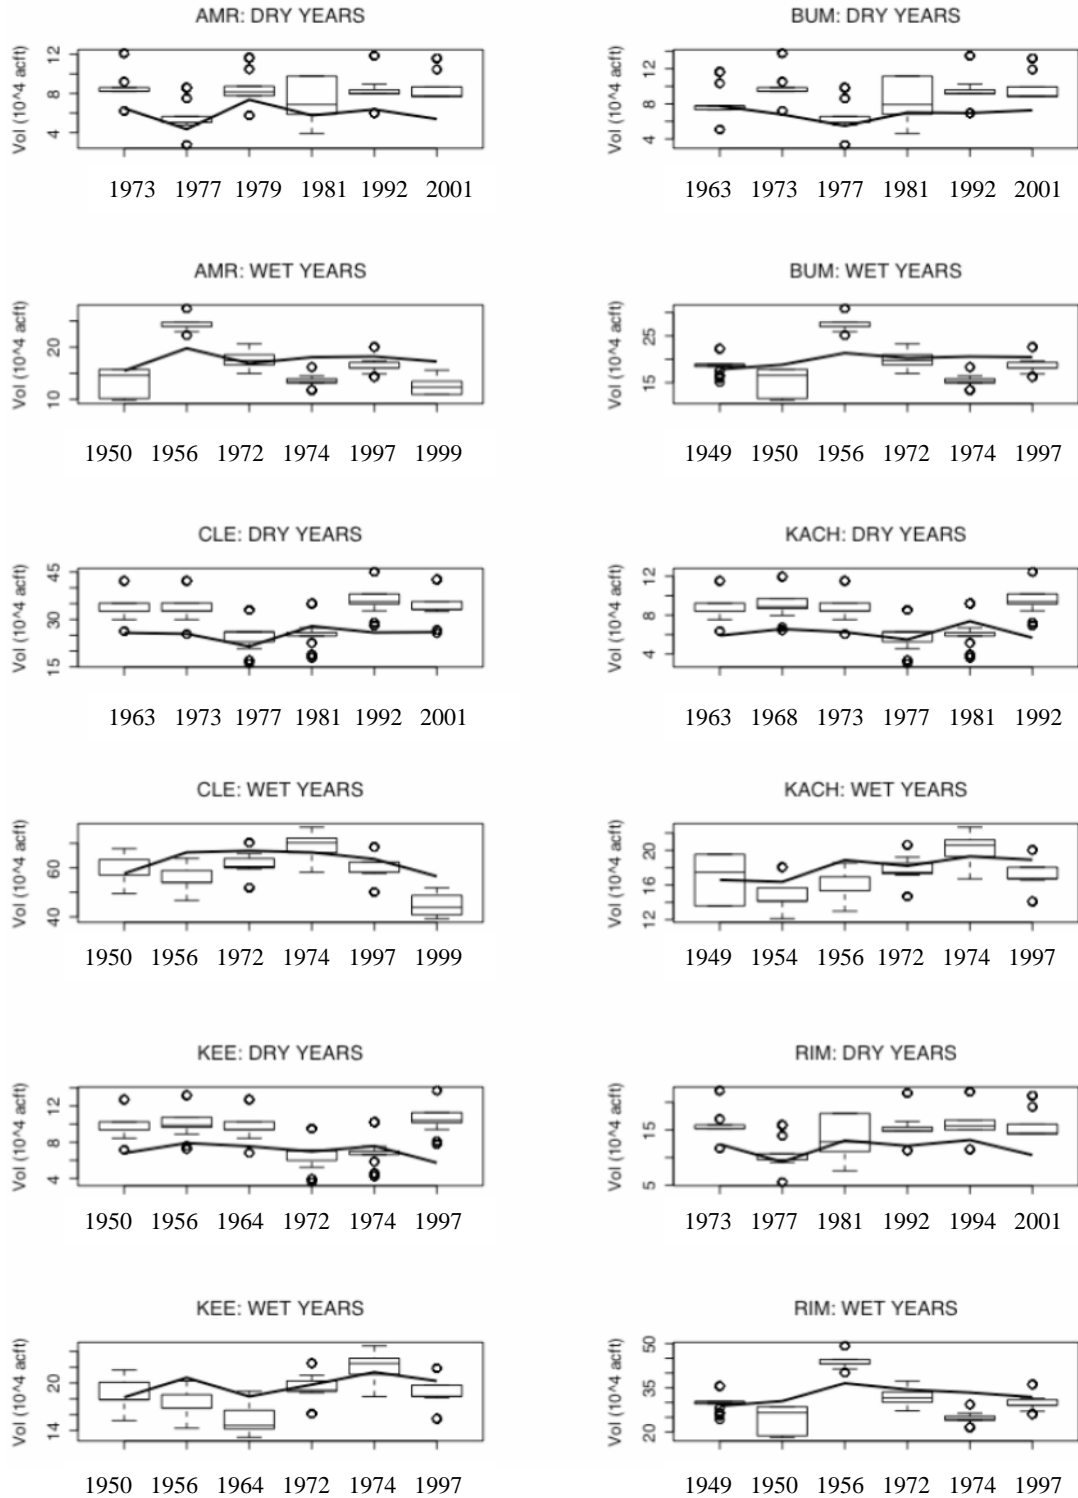 AMR: DRY YEARS
Vol (10^4 acft)
4 8 12
1973 1977 1979 1981 1992 2001
BUM: DRY YEARS
Vol (10^4 acft)
4 8 12
1963 1973 1977 1981 1992 2001
AMR: WET YEARS
Vol (10^4 acft)
10 20
1950 1956 1972 1974 1997 1999
BUM: WET YEARS
Vol (10^4 acft)
15 25
1949 1950 1956 1972 1974 1997
CLE: DRY YEARS
Vol (10^4 acft)
15 30 45
1963 1973 1977 1981 1992 2001
KACH: DRY YEARS
Vol (10^4 acft)
4 8 12
1963 1968 1973 1977 1981 1992
CLE: WET YEARS
Vol (10^4 acft)
40 60
1950 1956 1972 1974 1997 1999
KACH: WET YEARS
Vol (10^4 acft)
12 16 20
1949 1954 1956 1972 1974 1997
KEE: DRY YEARS
Vol (10^4 acft)
4 8 12
1950 1956 1964 1972 1974 1997
RIM: DRY YEARS
Vol (10^4 acft)
5 15
1973 1977 1981 1992 1994 2001
KEE: WET YEARS
Vol (10^4 acft)
14 20
1950 1956 1964 1972 1974 1997
RIM: WET YEARS
Vol (10^4 acft)
20 35 50
1949 1950 1956 1972 1974 1997